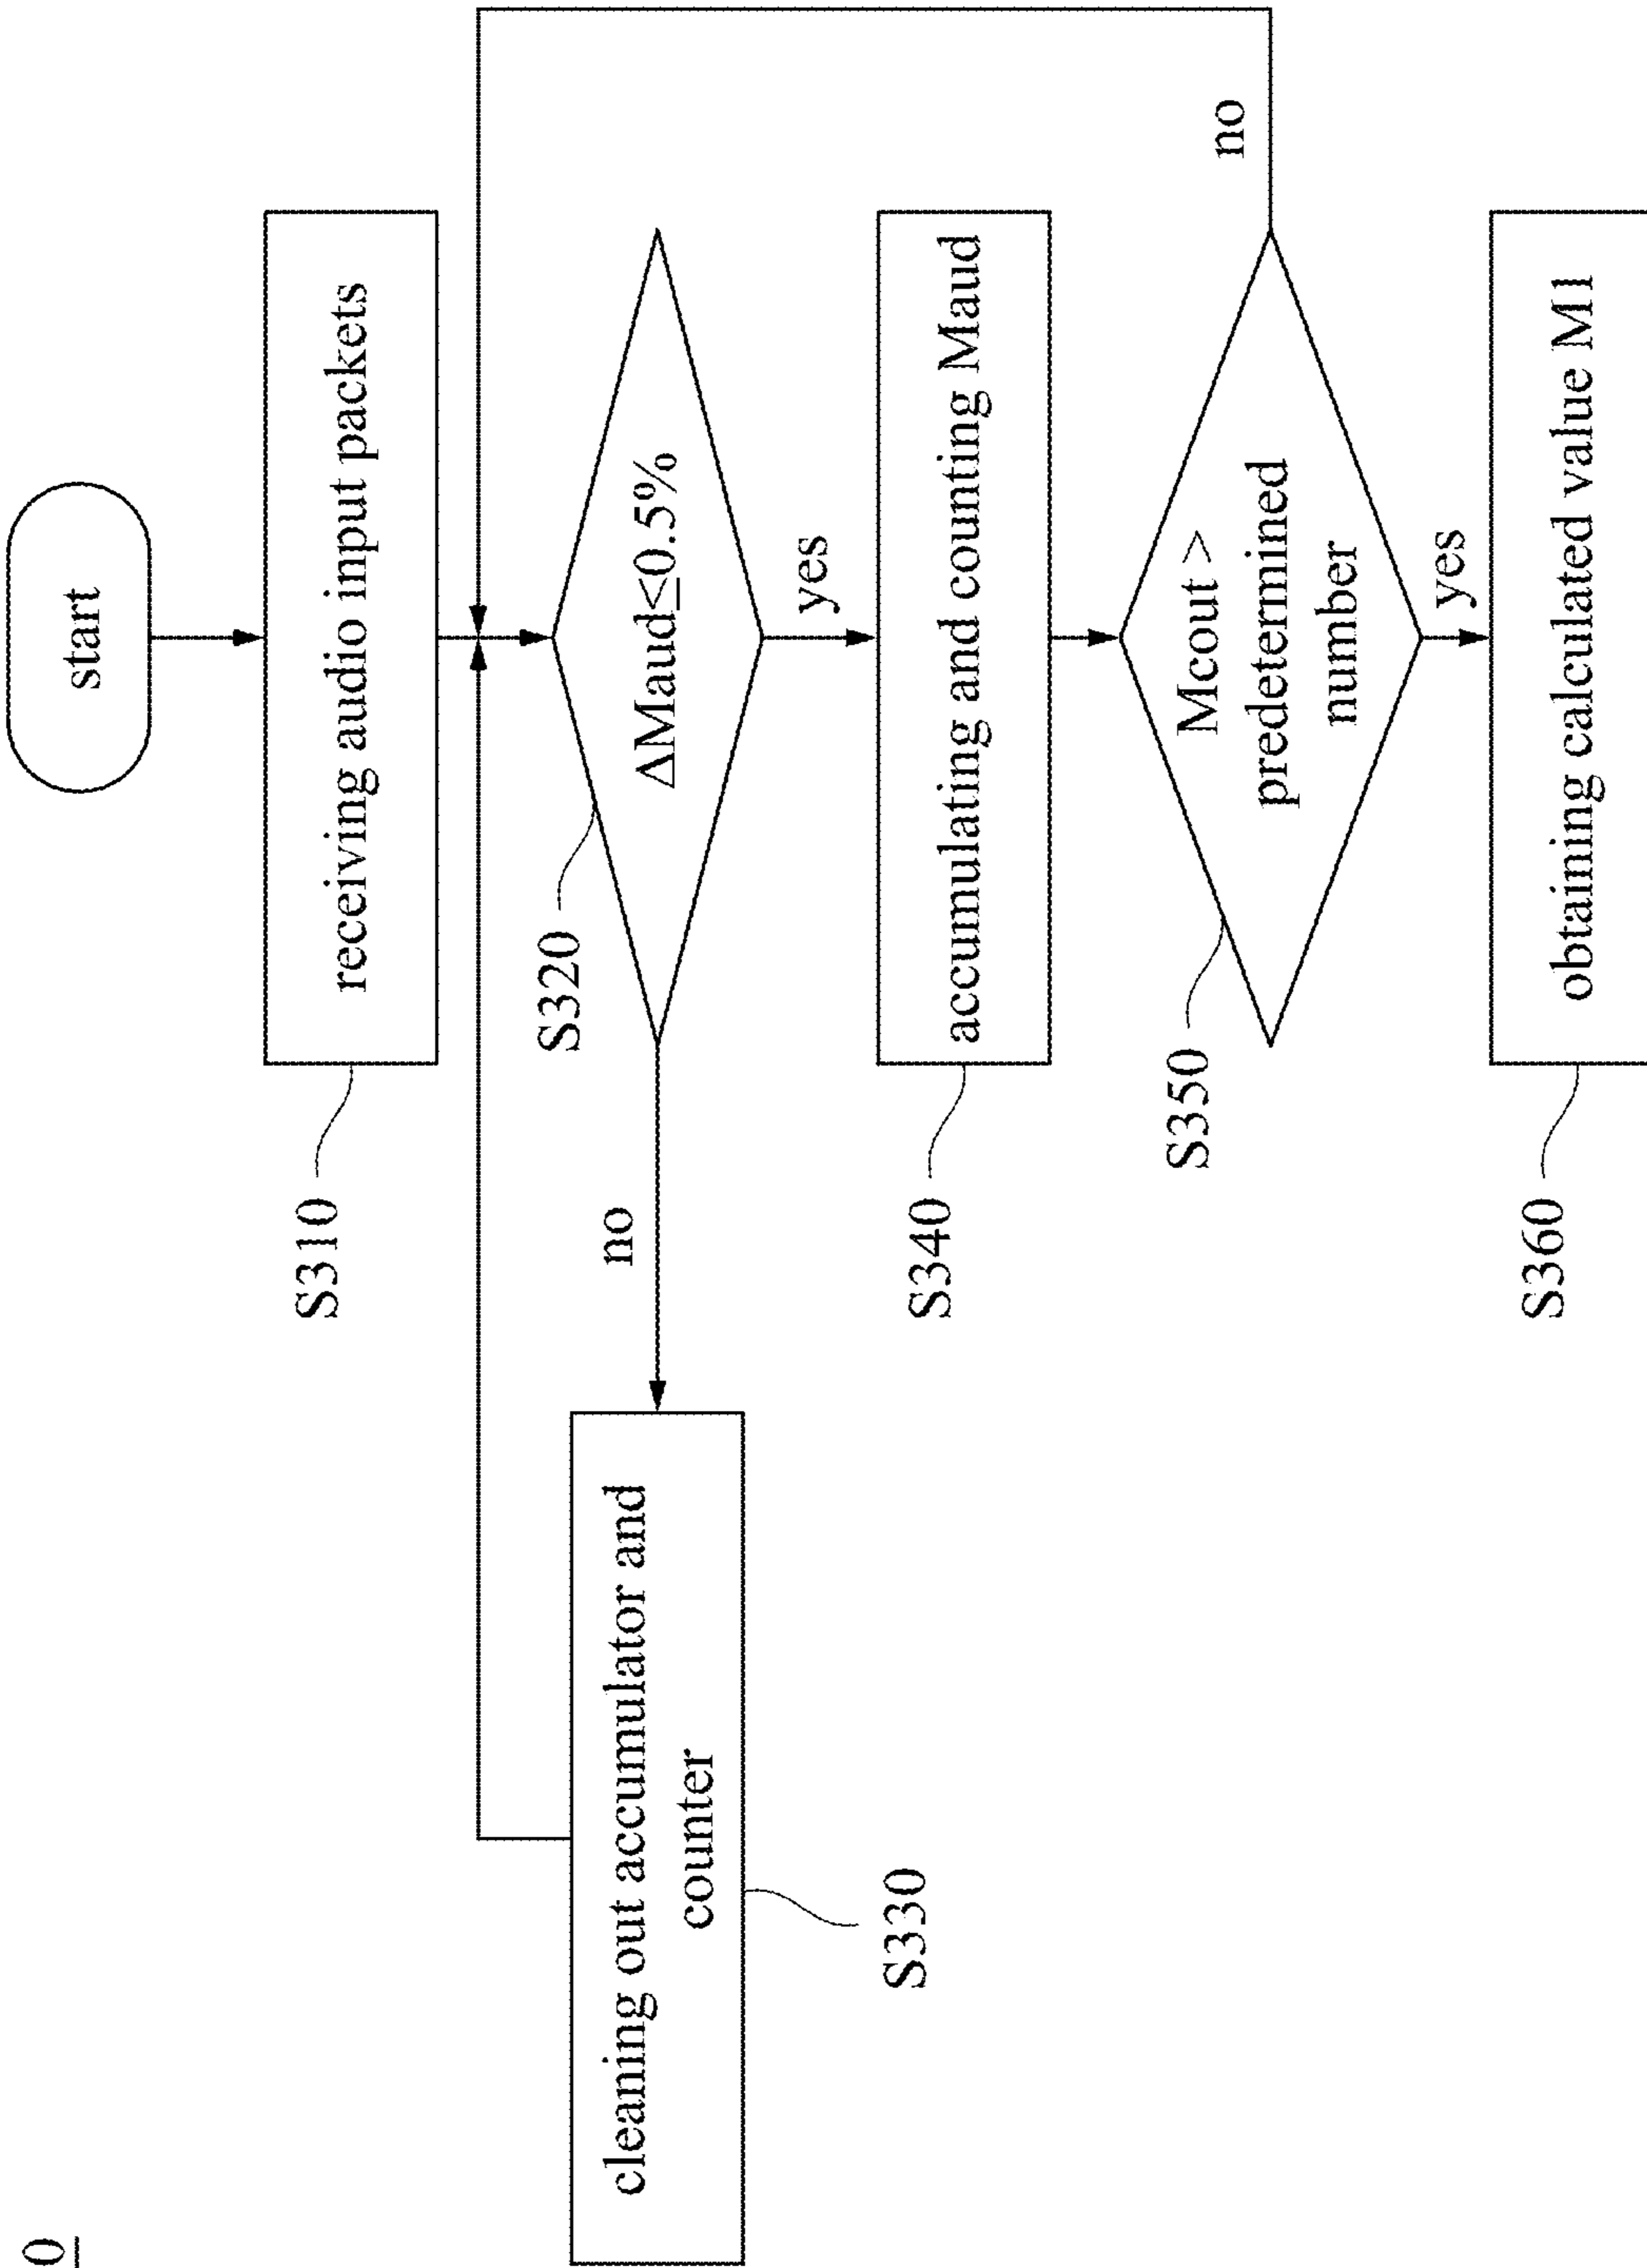 0
start
receiving audio input packets
S310
ΔMaud≤0.5%
S320
no
yes
cleaning out accumulator and
counter
S330
accumulating and counting Maud
S340
Mcout >
predetermined
number
S350
no
yes
obtaining calculated value M1
S360